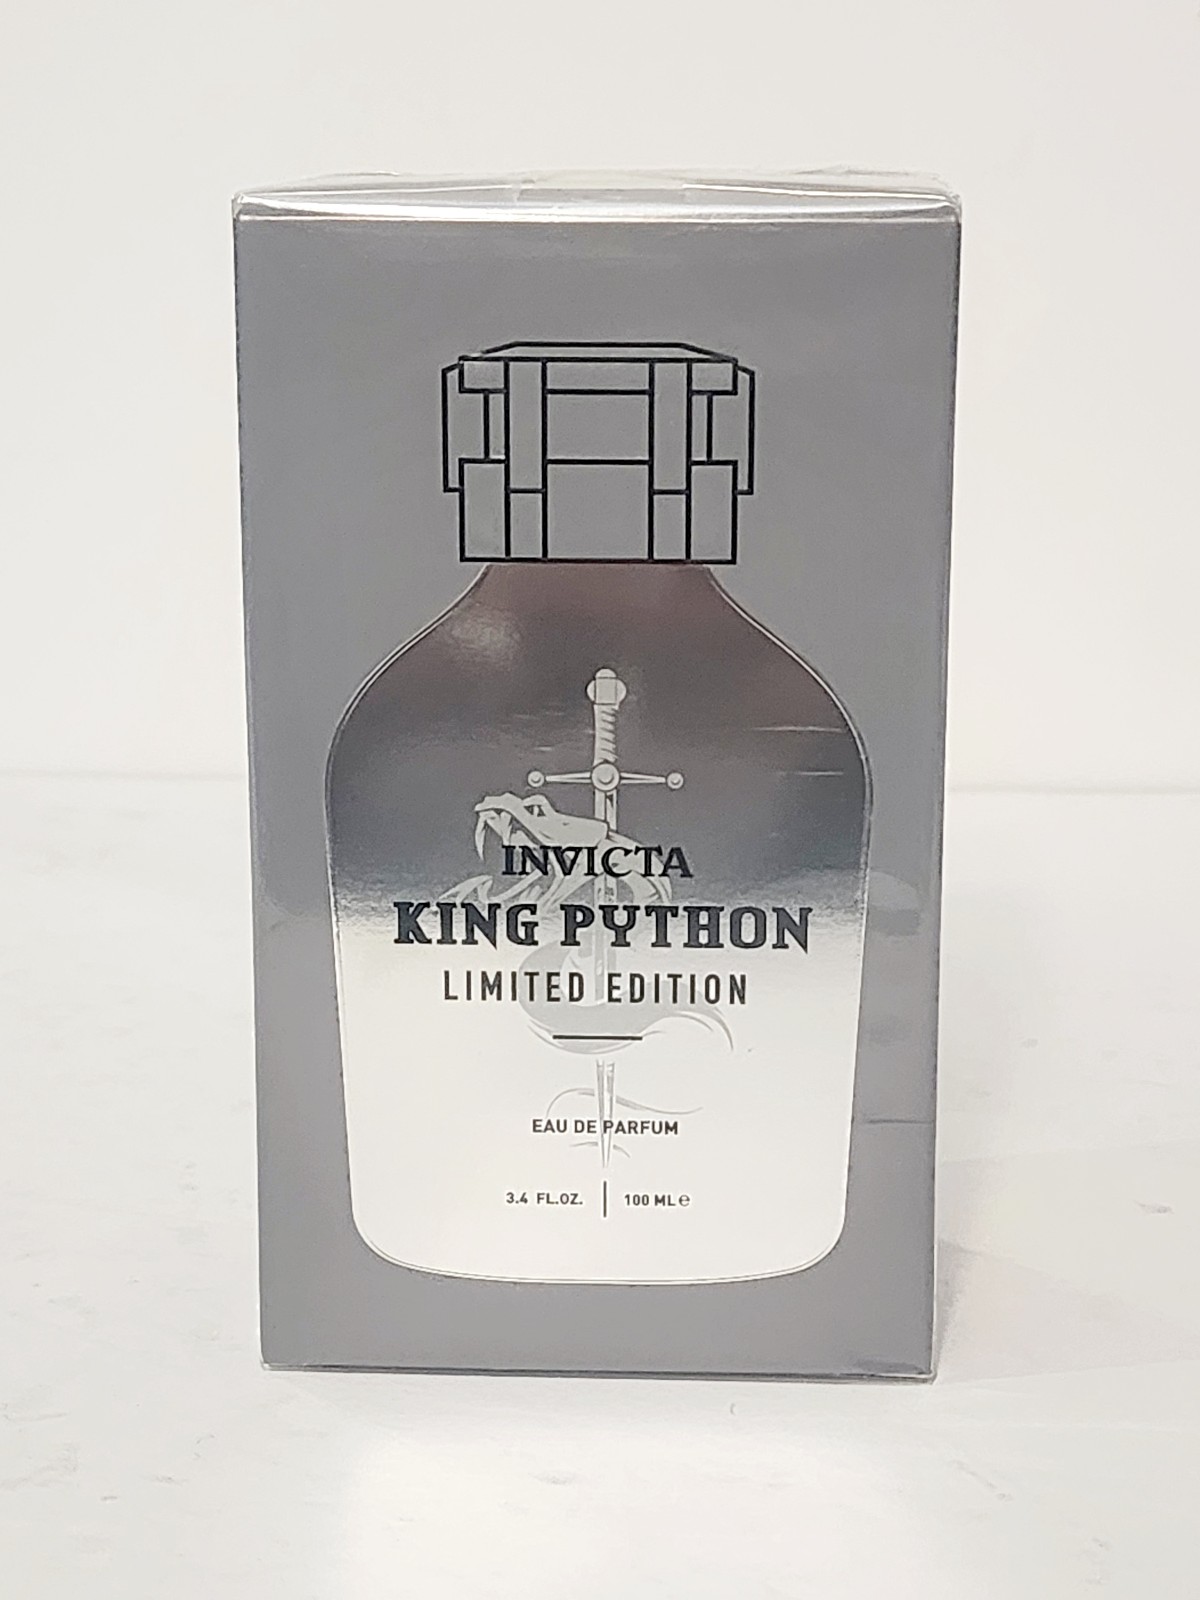 INVICTA
KING PYTHON
LIMITED EDITION
EAU DE PARFUM
3.4 FL.OZ. | 100 ML ℮